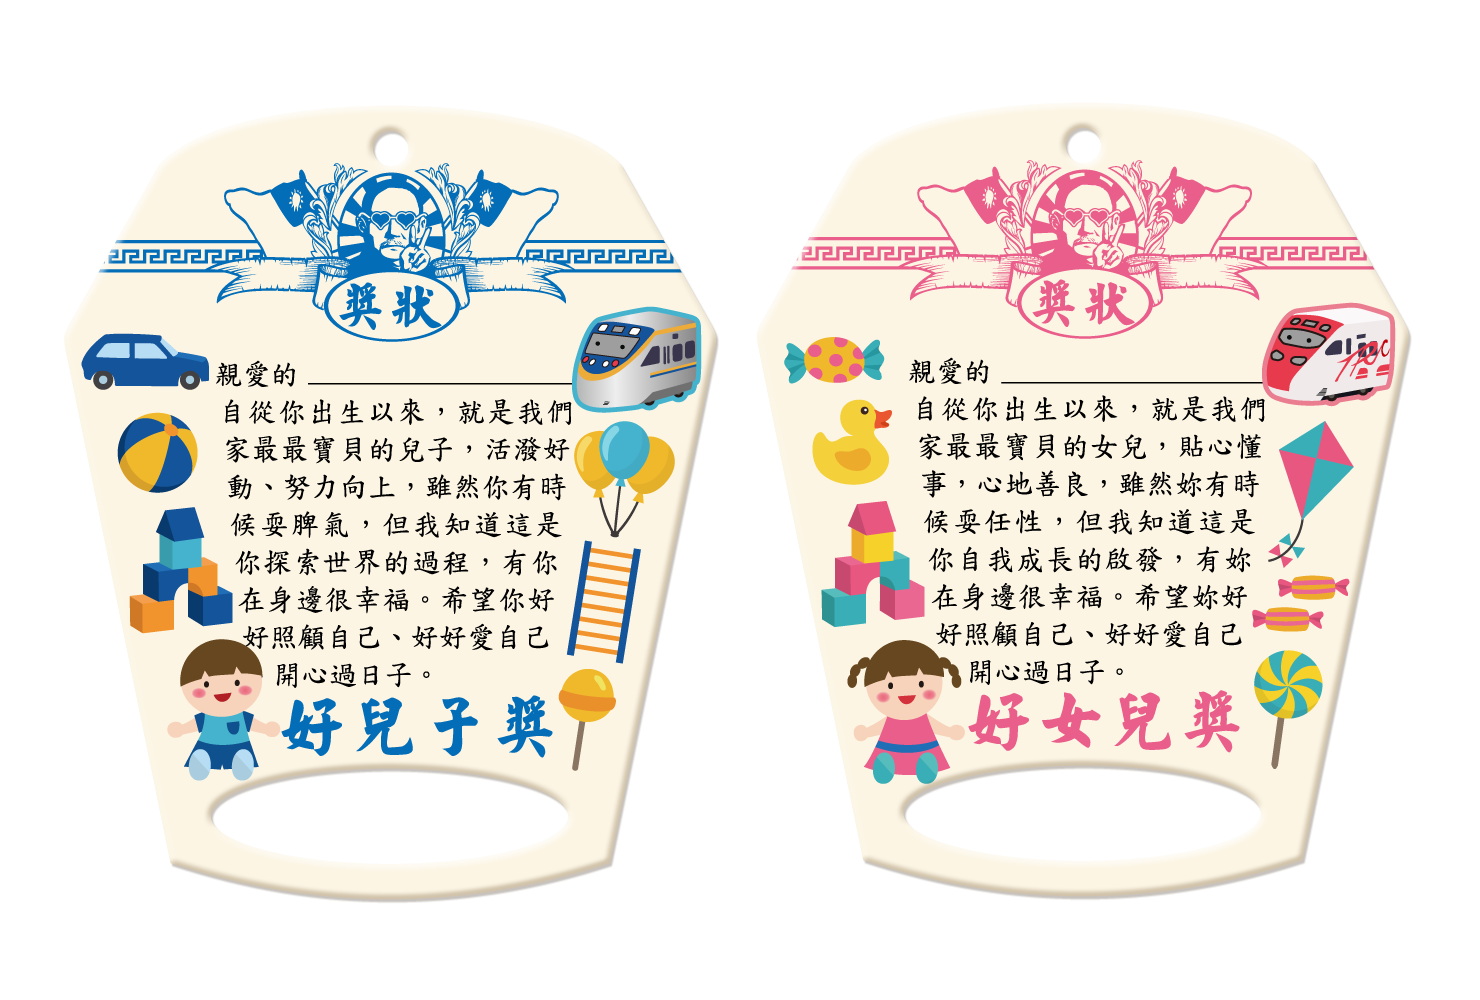 獎狀
親愛的
自從你出生以來，就是我們
家最最寶貝的兒子，活潑好
動、努力向上，雖然你有時
候耍脾氣，但我知道這是
你探索世界的過程，有你
在身邊很幸福。希望你好
好照顧自己、好好愛自己
開心過日子。
好兒子獎
獎狀
親愛的
自從你出生以來，就是我們
家最最寶貝的女兒，貼心懂
事，心地善良，雖然妳有時
候耍任性，但我知道這是
你自我成長的啟發，有妳
在身邊很幸福。希望妳好
好照顧自己、好好愛自己
開心過日子。
好女兒獎